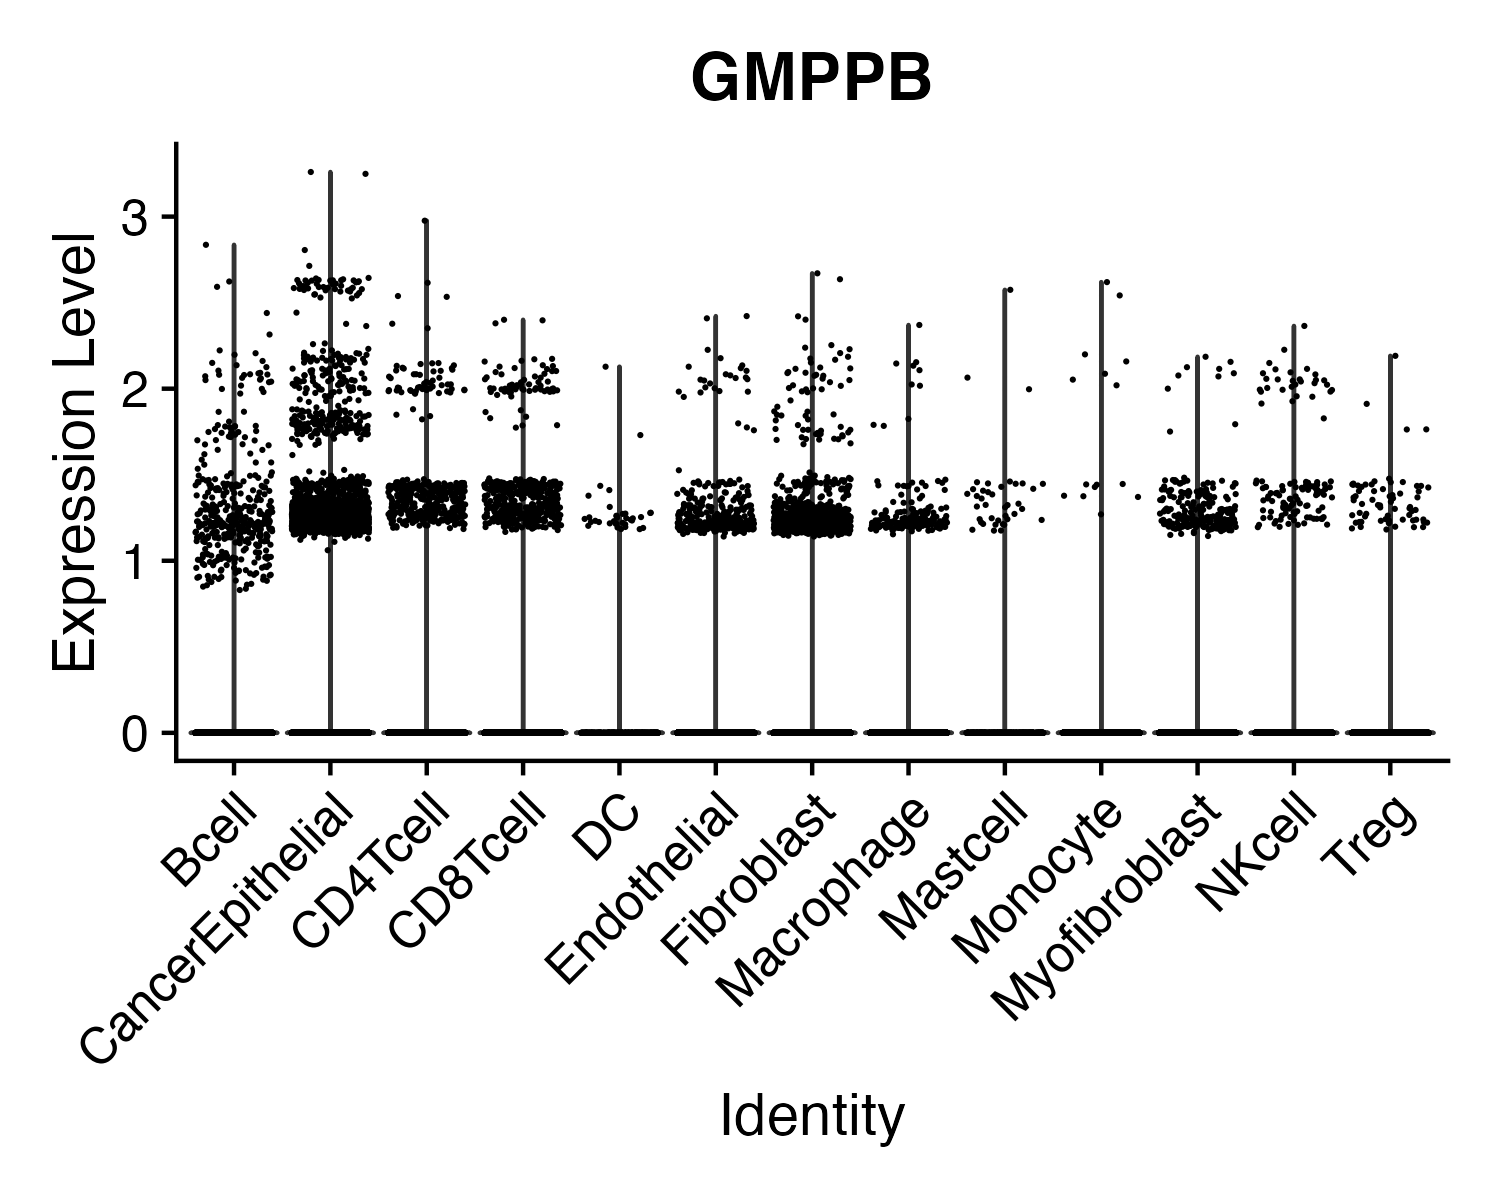 GMPPB
Expression Level
3
2
1
0
Bcell
CancerEpithelial
CD4Tcell
CD8Tcell
DC
Endothelial
Fibroblast
Macrophage
Mastcell
Monocyte
Myofibroblast
NKcell
Treg
Identity